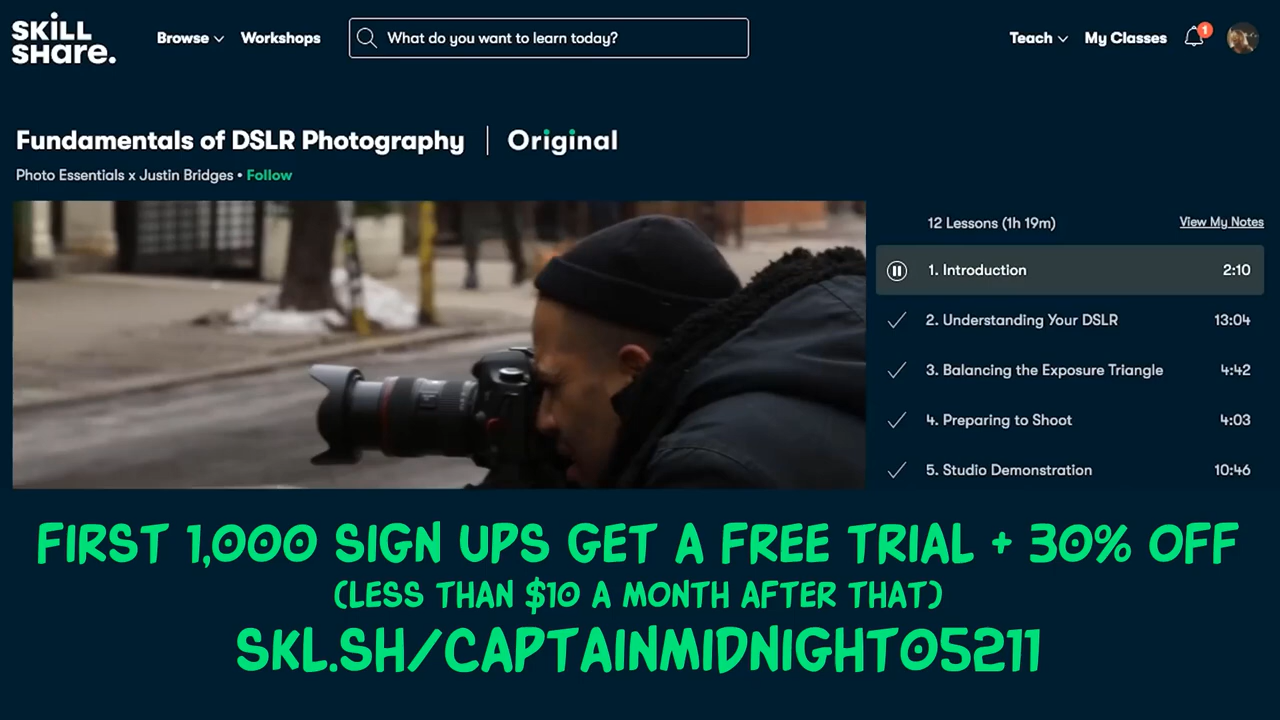 SKILL
SHare.
Browse
Workshops
What do you want to learn today?
Teach
My Classes
1
Fundamentals of DSLR Photography | Original
Photo Essentials x Justin Bridges • Follow
12 Lessons (1h 19m)
View My Notes
1. Introduction 2:10
2. Understanding Your DSLR 13:04
3. Balancing the Exposure Triangle 4:42
4. Preparing to Shoot 4:03
5. Studio Demonstration 10:46
FIRST 1,000 SIGN UPS GET A FREE TRIAL + 30% OFF
(LESS THAN $10 A MONTH AFTER THAT)
SKL.SH/CAPTAINMIDNIGHT05211